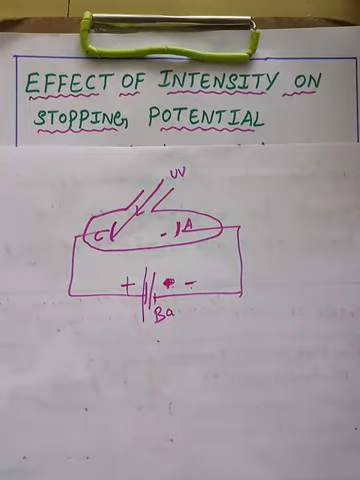 EFFECT OF INTENSITY ON
STOPPING POTENTIAL
UV
C
A
+
-
Ba